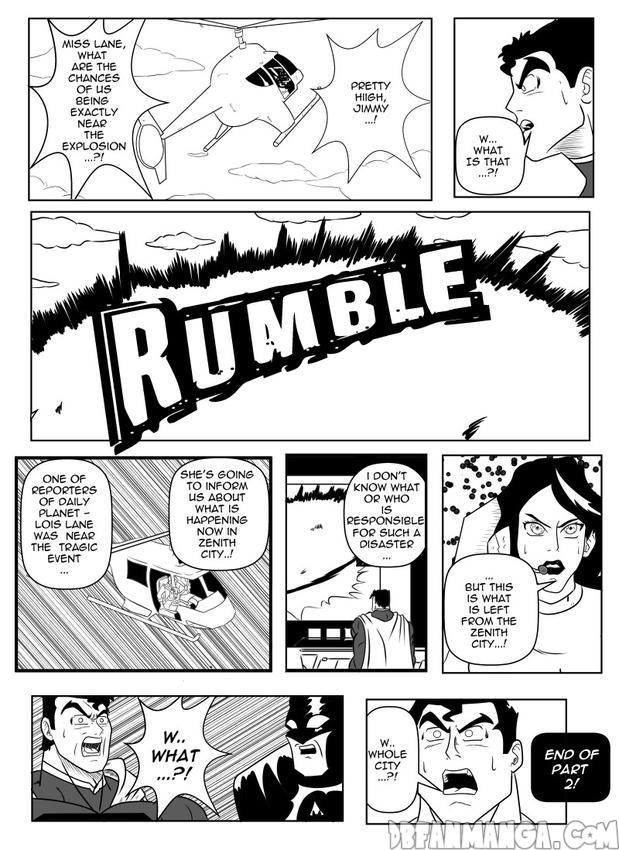 MISS LANE,
WHAT
ARE THE
CHANCES
OF US
BEING
EXACTLY
NEAR
THE
EXPLOSION
...?!
PRETTY
HIIGH,
JIMMY
...!
W...
WHAT
IS THAT
...?!
RUMBLE
ONE OF
REPORTERS
OF DAILY
PLANET -
LOIS LANE
WAS NEAR
THE TRAGIC
EVENT
...
SHE'S GOING
TO INFORM
US ABOUT
WHAT IS
HAPPENING
NOW IN
ZENITH
CITY..!
I DON'T
KNOW WHAT
OR WHO
IS
RESPONSIBLE
FOR SUCH A
DISASTER
...
...
BUT THIS
IS WHAT
IS LEFT
FROM THE
ZENITH
CITY...!
W..
WHAT
...?!
W..
WHOLE
CITY
...?!
END OF
PART
2!
DBFANMANGA.COM